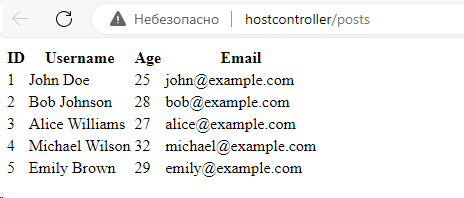 Небезопасно hostcontroller/posts
ID Username Age Email
1 John Doe 25 john@example.com
2 Bob Johnson 28 bob@example.com
3 Alice Williams 27 alice@example.com
4 Michael Wilson 32 michael@example.com
5 Emily Brown 29 emily@example.com